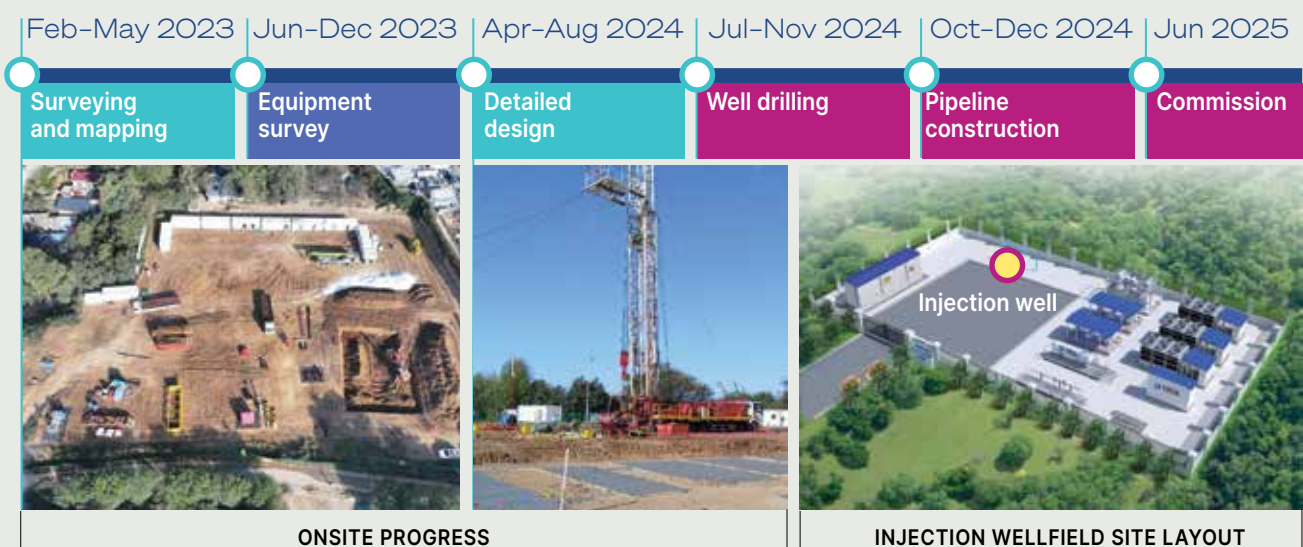 Feb-May 2023
Jun-Dec 2023
Apr-Aug 2024
Jul-Nov 2024
Oct-Dec 2024
Jun 2025
Surveying
and mapping
Equipment
survey
Detailed
design
Well drilling
Pipeline
construction
Commission
Injection well
ONSITE PROGRESS
INJECTION WELLFIELD SITE LAYOUT